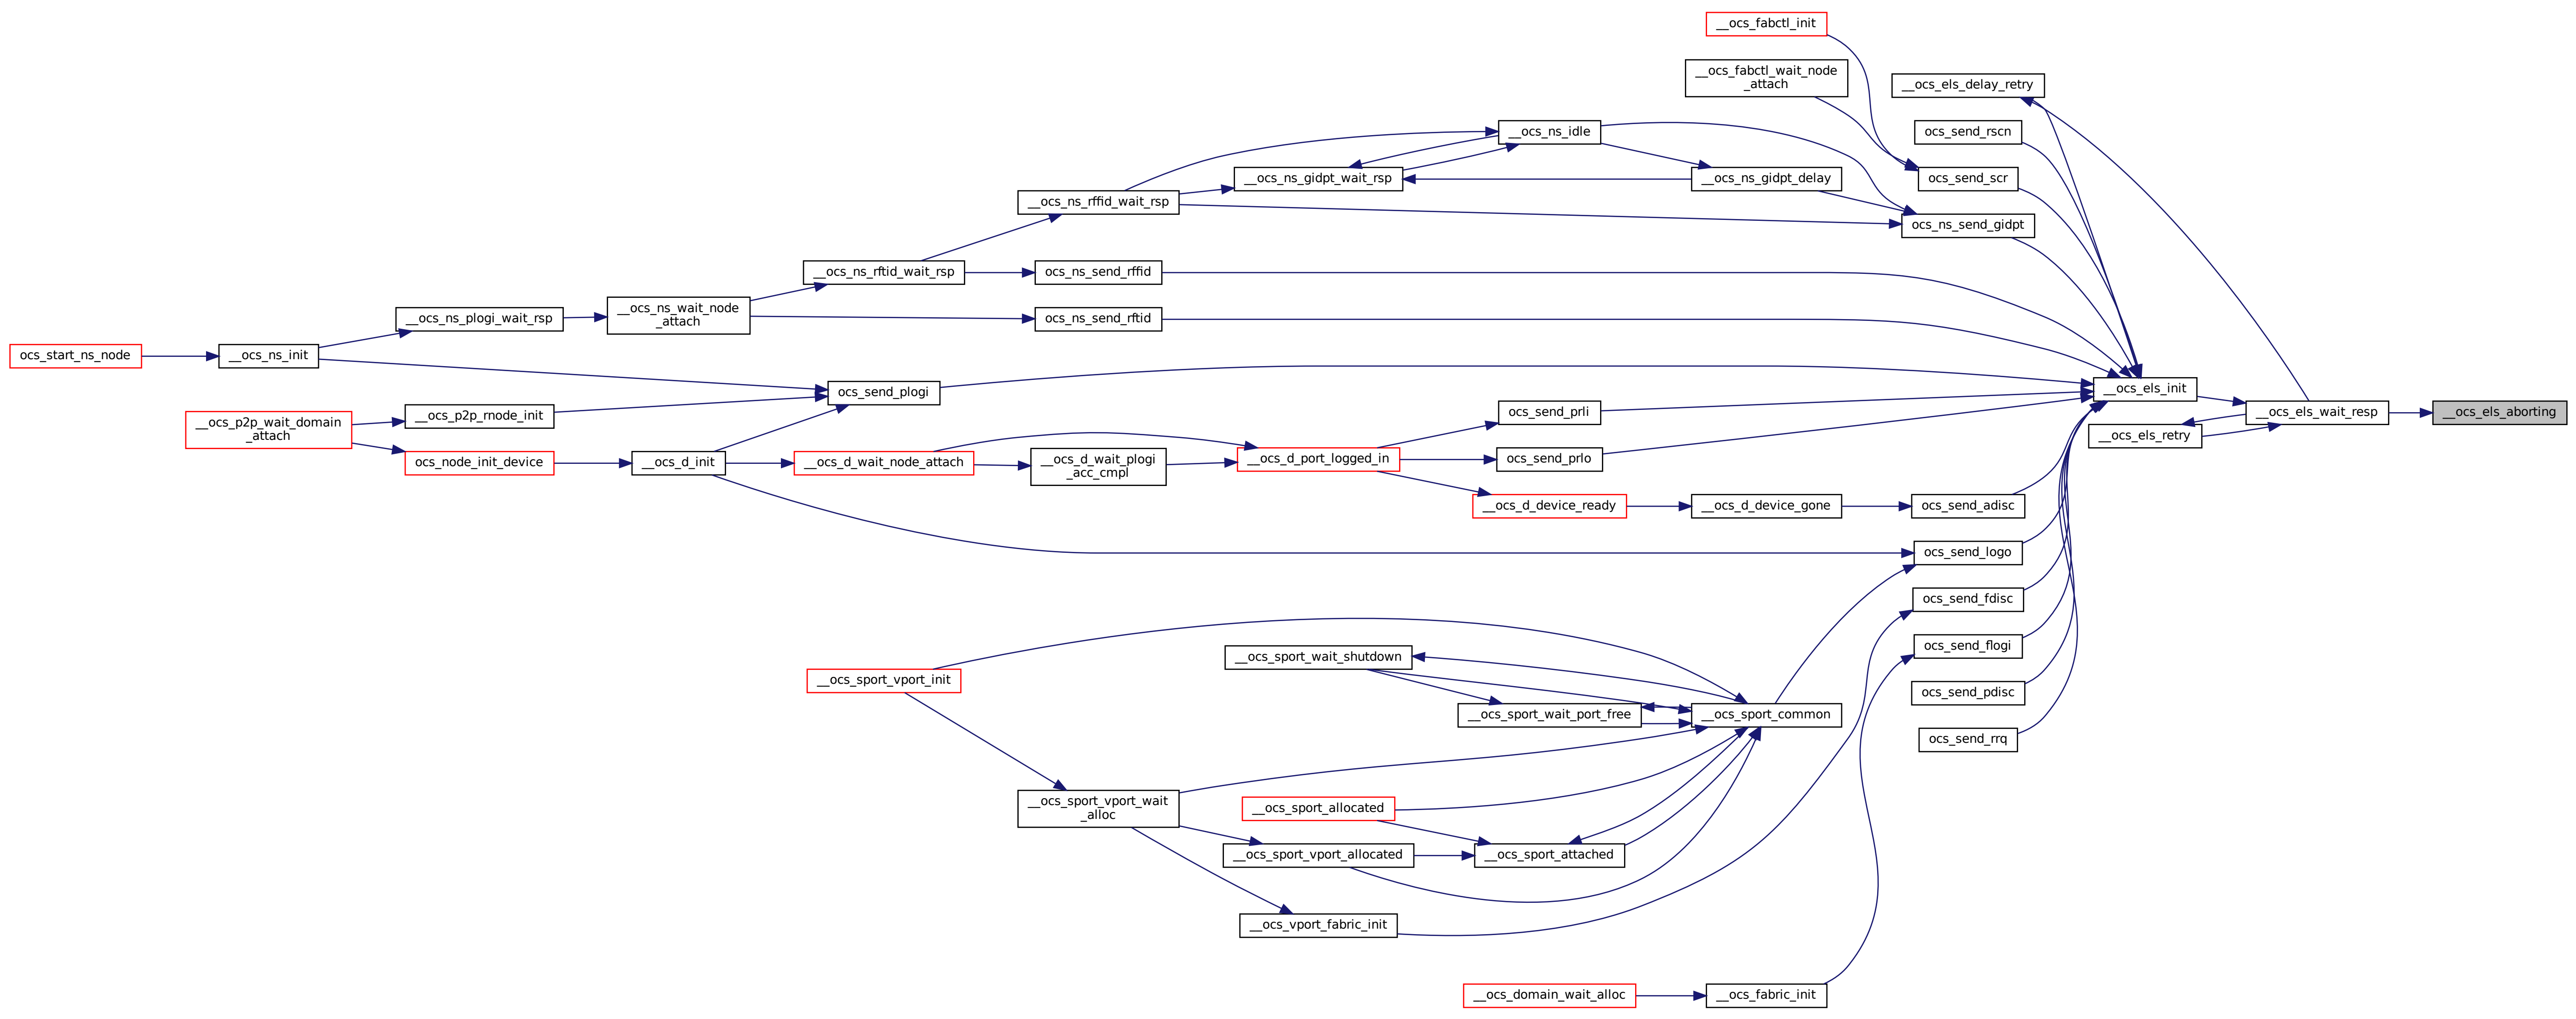 __ocs_fabctl_init
__ocs_fabctl_wait_node
_attach
__ocs_els_delay_retry
__ocs_ns_idle
ocs_send_rscn
__ocs_ns_gidpt_wait_rsp
__ocs_ns_gidpt_delay
ocs_send_scr
__ocs_ns_rffid_wait_rsp
ocs_ns_send_gidpt
__ocs_ns_rftid_wait_rsp
ocs_ns_send_rffid
__ocs_ns_plogi_wait_rsp
__ocs_ns_wait_node
_attach
ocs_ns_send_rftid
ocs_start_ns_node
__ocs_ns_init
ocs_send_plogi
__ocs_els_init
__ocs_p2p_wait_domain
_attach
__ocs_p2p_rnode_init
ocs_send_prli
__ocs_els_wait_resp
__ocs_els_aborting
__ocs_els_retry
ocs_node_init_device
__ocs_d_init
__ocs_d_wait_node_attach
__ocs_d_wait_plogi
_acc_cmpl
__ocs_d_port_logged_in
ocs_send_prlo
__ocs_d_device_ready
__ocs_d_device_gone
ocs_send_adisc
ocs_send_logo
ocs_send_fdisc
ocs_send_flogi
__ocs_sport_wait_shutdown
__ocs_sport_vport_init
ocs_send_pdisc
__ocs_sport_wait_port_free
__ocs_sport_common
ocs_send_rrq
__ocs_sport_vport_wait
_alloc
__ocs_sport_allocated
__ocs_sport_vport_allocated
__ocs_sport_attached
__ocs_vport_fabric_init
__ocs_domain_wait_alloc
__ocs_fabric_init